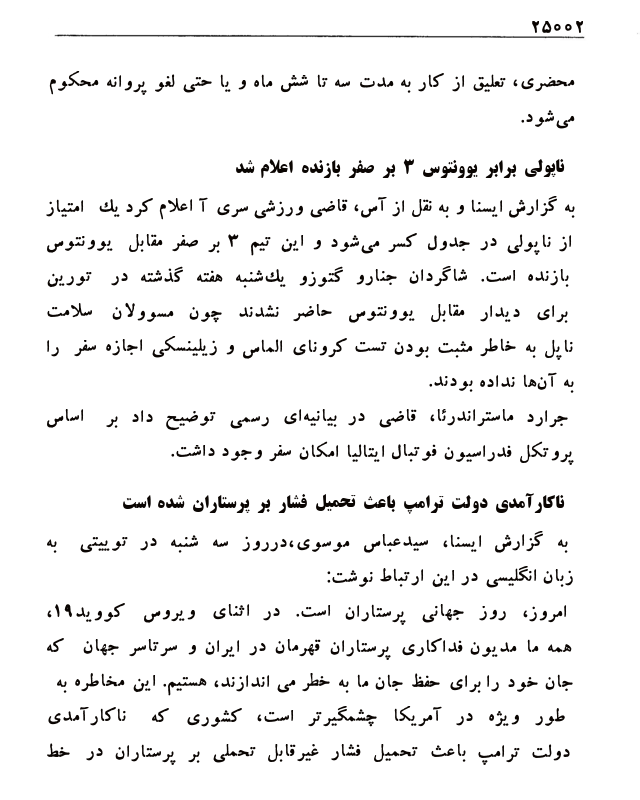 ۲۵۰۰۲
محضری، تعلیق از کار به مدت سه تا شش ماه و یا حتی لغو پروانه محکوم
می‌شود.
ناپولی برابر یوونتوس ۳ بر صفر بازنده اعلام شد
به گزارش ایسنا و به نقل از آس، قاضی ورزشی سری آ اعلام کرد یك امتیاز
از ناپولی در جدول کسر می‌شود و این تیم ۳ بر صفر مقابل یوونتوس
بازنده است. شاگردان جنارو گتوزو یك‌شنبه هفته گذشته در تورین
برای دیدار مقابل یوونتوس حاضر نشدند چون مسوولان سلامت
ناپل به خاطر مثبت بودن تست کرونای الماس و زیلینسکی اجازه سفر را
به آن‌ها نداده بودند.
جرارد ماستراندرئا، قاضی در بیانیه‌ای رسمی توضیح داد بر اساس
پروتکل فدراسیون فوتبال ایتالیا امکان سفر وجود داشت.
ناکارآمدی دولت ترامپ باعث تحمیل فشار بر پرستاران شده است
به گزارش ایسنا، سیدعباس موسوی،درروز سه شنبه در توییتی به
زبان انگلیسی در این ارتباط نوشت:
امروز، روز جهانی پرستاران است. در اثنای ویروس کووید۱۹،
همه ما مدیون فداکاری پرستاران قهرمان در ایران و سرتاسر جهان که
جان خود را برای حفظ جان ما به خطر می اندازند، هستیم. این مخاطره به
طور ویژه در آمریکا چشمگیرتر است، کشوری که ناکارآمدی
دولت ترامپ باعث تحمیل فشار غیرقابل تحملی بر پرستاران در خط